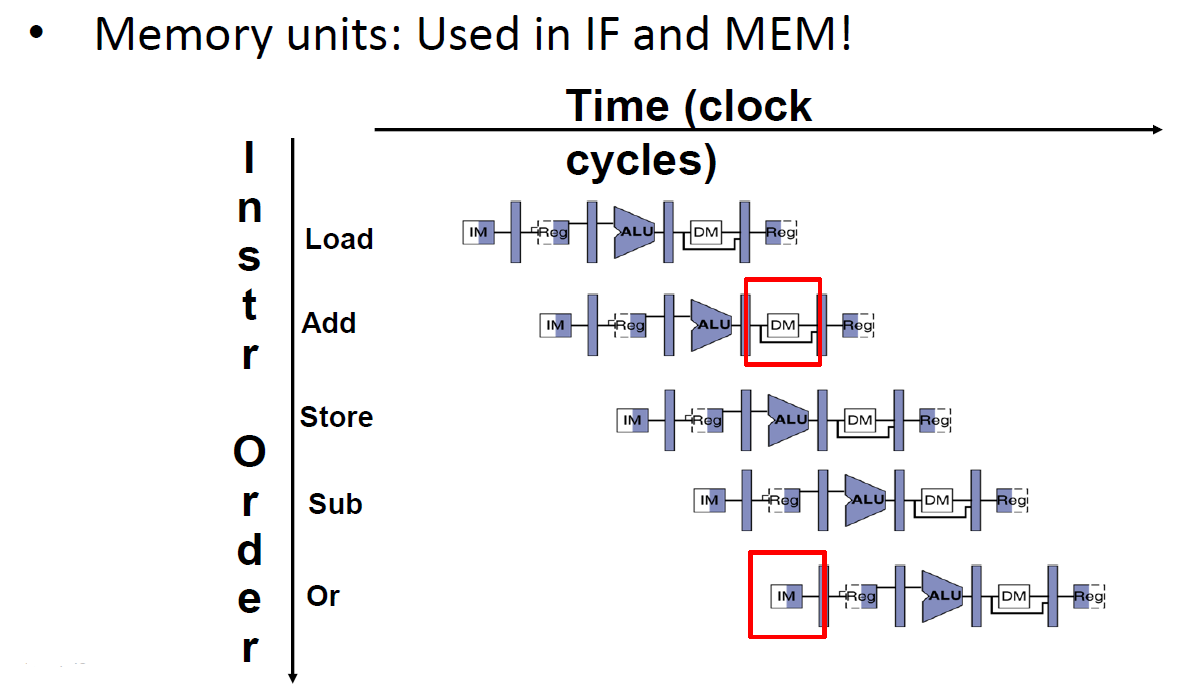 • Memory units: Used in IF and MEM!
Time (clock
cycles)
I
n
s
t
r
O
r
d
e
r
Load
IM Reg ALU DM Reg
Add
IM Reg ALU DM Reg
Store
IM Reg ALU DM Reg
Sub
IM Reg ALU DM Reg
Or
IM Reg ALU DM Reg